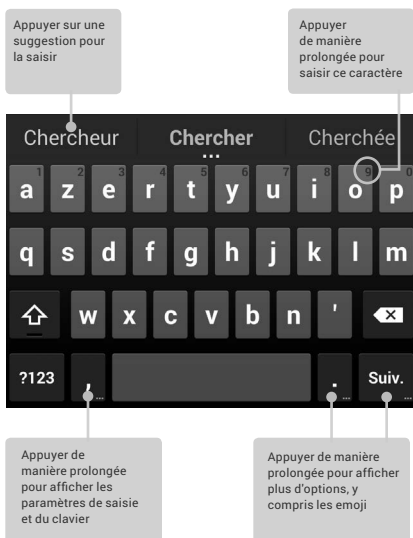 Appuyer sur une
suggestion pour
la saisir
Appuyer
de manière
prolongée pour
saisir ce caractère
Chercheur Chercher Cherchée
1 2 3 4 5 6 7 8 9 0
a z e r t y u i o p
q s d f g h j k l m
w x c v b n '
?123 , . Suiv.
Appuyer de
manière prolongée
pour afficher les
paramètres de saisie
et du clavier
Appuyer de manière
prolongée pour afficher
plus d'options, y
compris les emoji